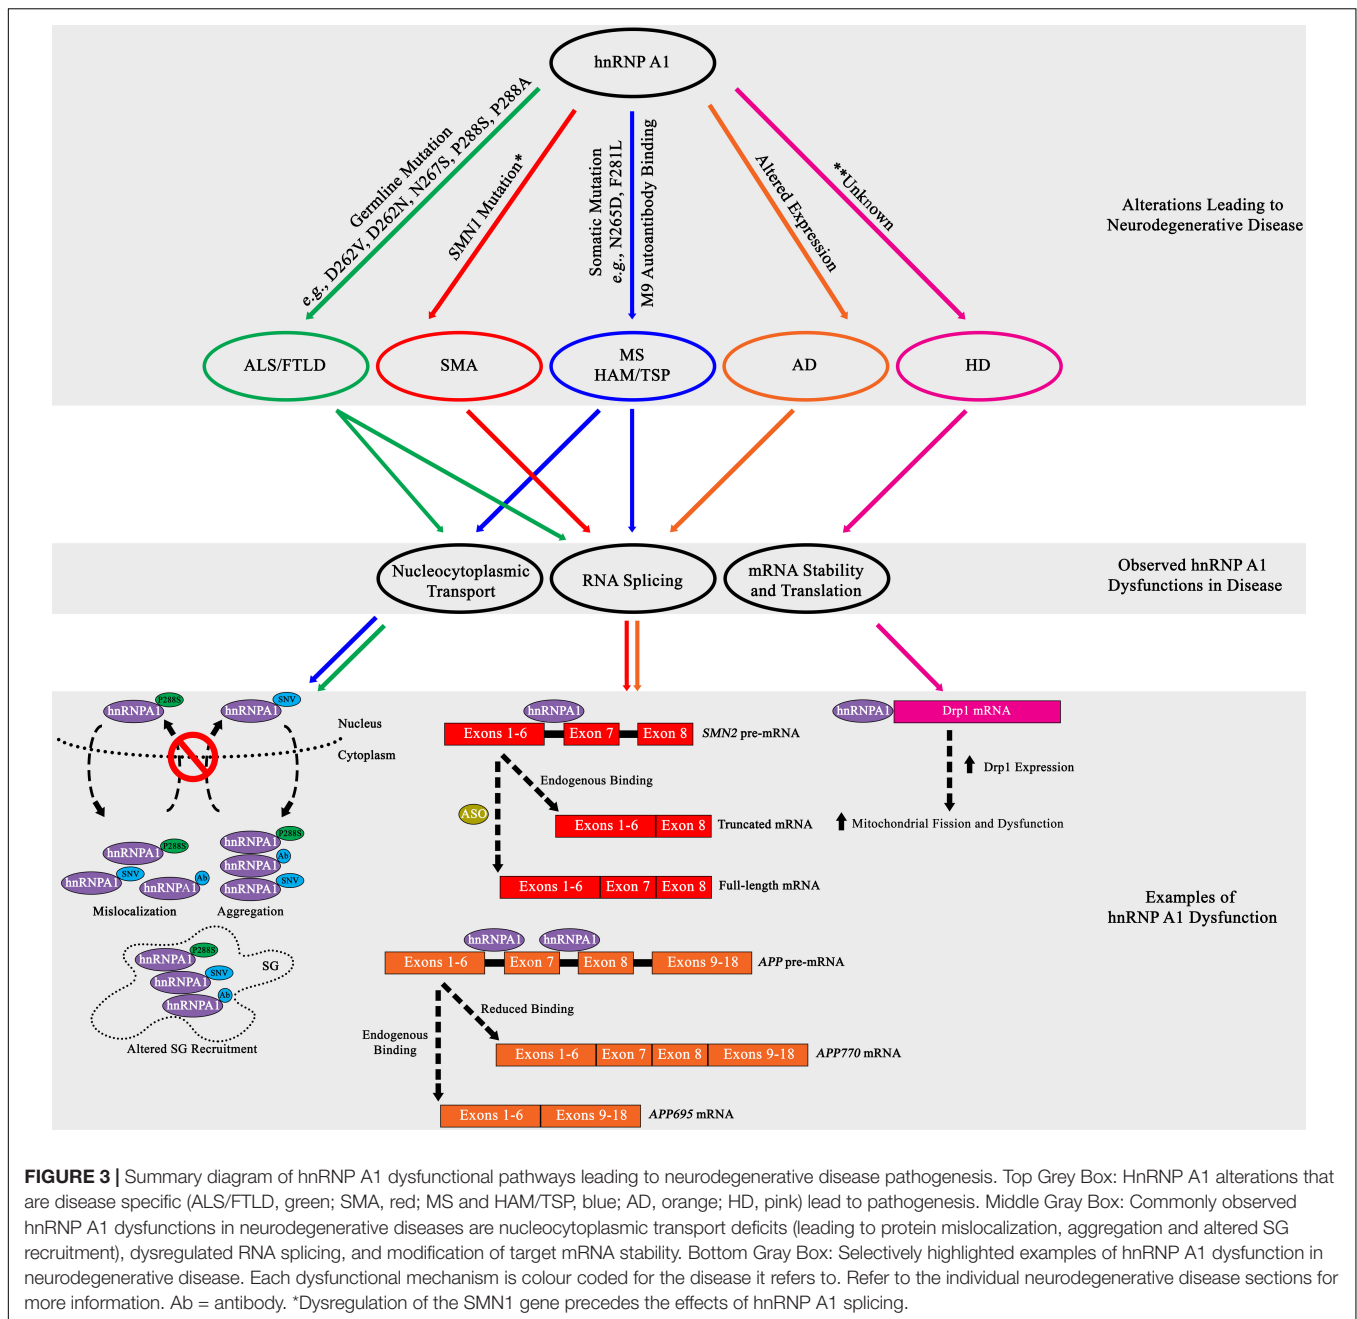 hnRNP A1
Germline Mutation
e.g., D262V, D262N, N267S, P288S, P288A
SMN1 Mutation*
Somatic Mutation
e.g., N265D, F281L
M9 Autoantibody Binding
Altered Expression
**Unknown
Alterations Leading to
Neurodegenerative Disease
ALS/FTLD
SMA
MS
HAM/TSP
AD
HD
Nucleocytoplasmic
Transport
RNA Splicing
mRNA Stability
and Translation
Observed hnRNP A1
Dysfunctions in Disease
hnRNPA1
P288S
hnRNPA1
SNV
Nucleus
Cytoplasm
hnRNPA1
P288S
hnRNPA1
SNV
hnRNPA1
Ab
Mislocalization
hnRNPA1
P288S
hnRNPA1
Ab
hnRNPA1
SNV
Aggregation
hnRNPA1
P288S
hnRNPA1
SNV
hnRNPA1
Ab
SG
Altered SG Recruitment
hnRNPA1
Exons 1-6
Exon 7
Exon 8
SMN2 pre-mRNA
Endogenous Binding
ASO
Exons 1-6
Exon 8
Truncated mRNA
Exons 1-6
Exon 7
Exon 8
Full-length mRNA
hnRNPA1
hnRNPA1
Exons 1-6
Exon 7
Exon 8
Exons 9-18
APP pre-mRNA
Reduced Binding
Endogenous
Binding
Exons 1-6
Exon 7
Exon 8
Exons 9-18
APP770 mRNA
Exons 1-6
Exons 9-18
APP695 mRNA
hnRNPA1
Drp1 mRNA
Drp1 Expression
Mitochondrial Fission and Dysfunction
Examples of
hnRNP A1 Dysfunction
FIGURE 3 | Summary diagram of hnRNP A1 dysfunctional pathways leading to neurodegenerative disease pathogenesis. Top Grey Box: HnRNP A1 alterations that
are disease specific (ALS/FTLD, green; SMA, red; MS and HAM/TSP, blue; AD, orange; HD, pink) lead to pathogenesis. Middle Gray Box: Commonly observed
hnRNP A1 dysfunctions in neurodegenerative diseases are nucleocytoplasmic transport deficits (leading to protein mislocalization, aggregation and altered SG
recruitment), dysregulated RNA splicing, and modification of target mRNA stability. Bottom Gray Box: Selectively highlighted examples of hnRNP A1 dysfunction in
neurodegenerative disease. Each dysfunctional mechanism is colour coded for the disease it refers to. Refer to the individual neurodegenerative disease sections for
more information. Ab = antibody. *Dysregulation of the SMN1 gene precedes the effects of hnRNP A1 splicing.